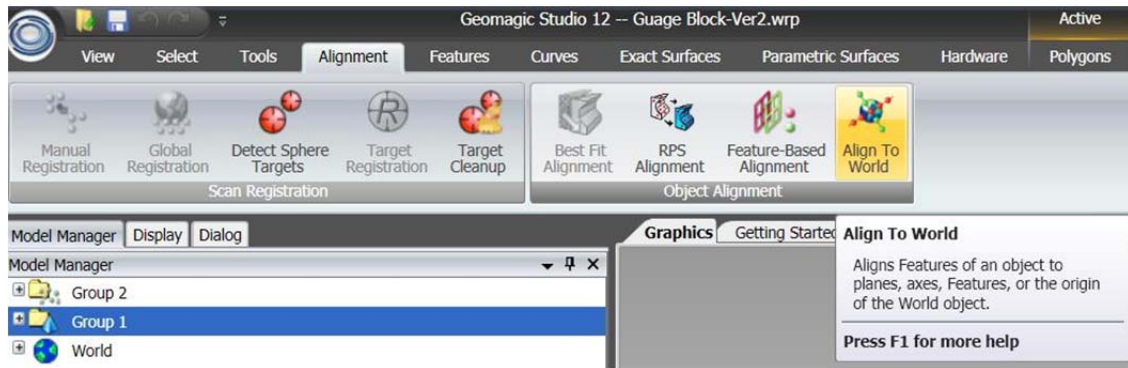 Geomagic Studio 12 -- Guage Block-Ver2.wrp
Active
View Select Tools Alignment Features Curves Exact Surfaces Parametric Surfaces Hardware Polygons
Manual Registration
Global Registration
Detect Sphere Targets
Target Registration
Target Cleanup
Best Fit Alignment
RPS Alignment
Feature-Based Alignment
Align To World
Scan Registration
Object Alignment
Model Manager Display Dialog
Graphics Getting Started
Model Manager
Group 2
Group 1
World
Align To World
Aligns Features of an object to
planes, axes, Features, or the origin
of the World object.
Press F1 for more help